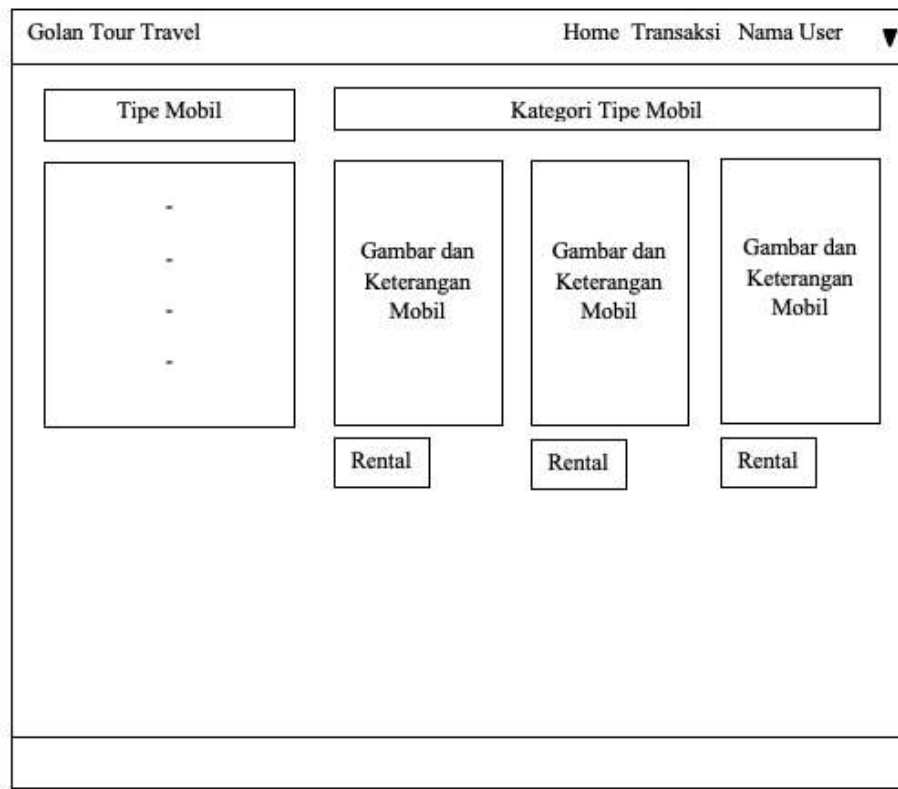 Golan Tour Travel
Home Transaksi Nama User
Tipe Mobil
-
-
-
-
Kategori Tipe Mobil
Gambar dan
Keterangan
Mobil
Rental
Gambar dan
Keterangan
Mobil
Rental
Gambar dan
Keterangan
Mobil
Rental